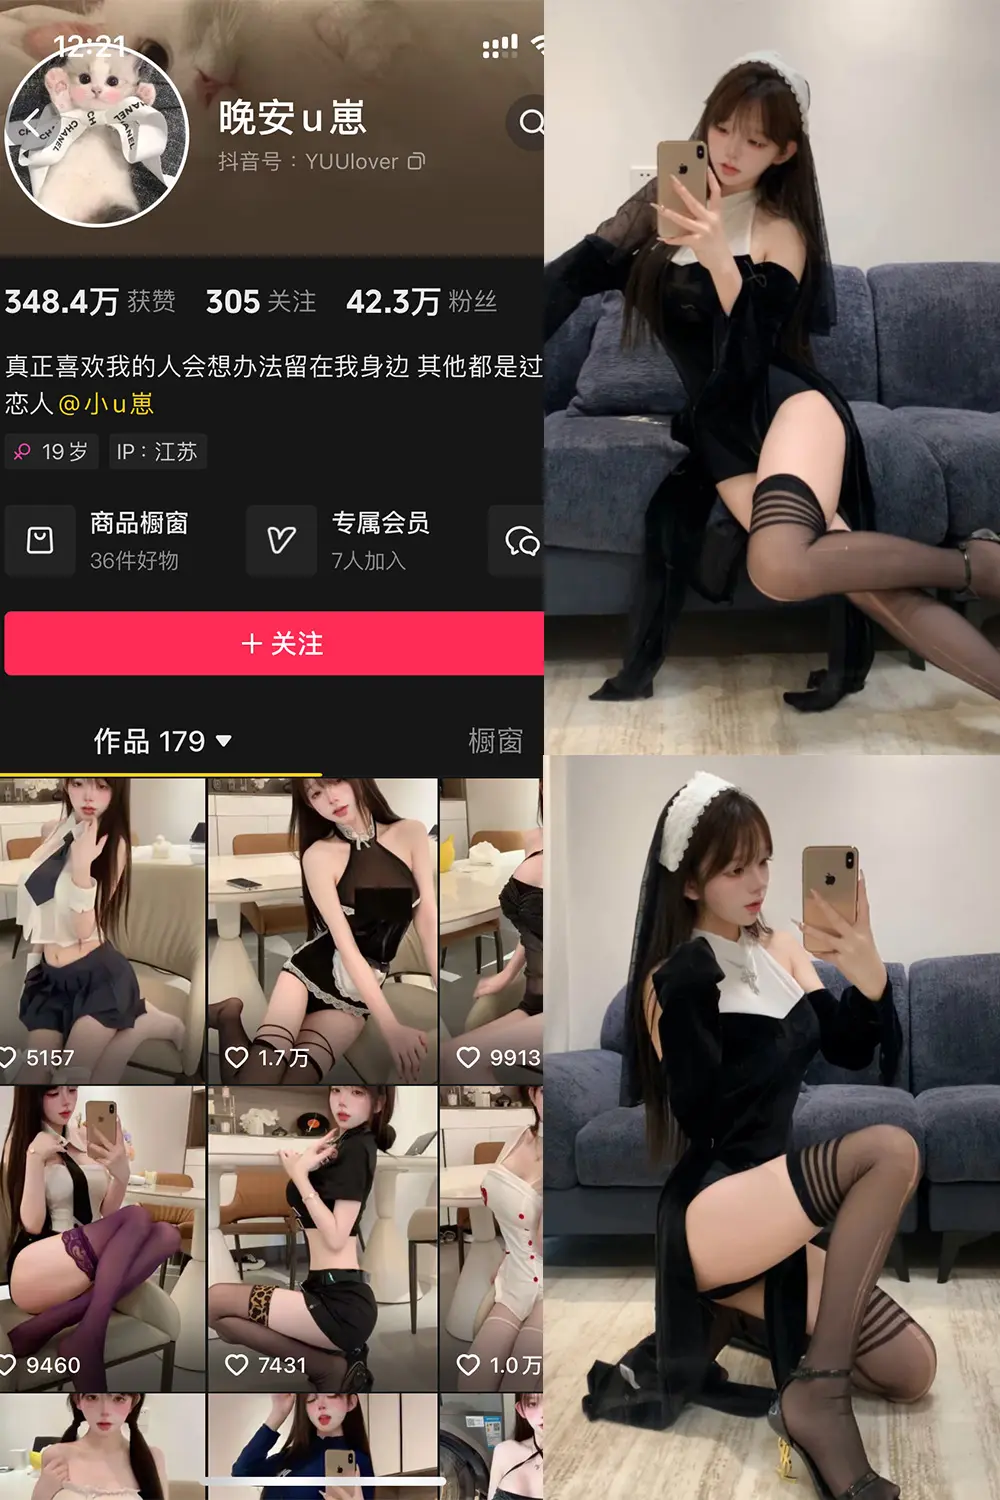 12:21
晚安u崽
抖音号：YUUlover
348.4万 获赞 305 关注 42.3万 粉丝
真正喜欢我的人会想办法留在我身边 其他都是过
恋人@小u崽
19岁 IP：江苏
商品橱窗
36件好物
专属会员
7人加入
+ 关注
作品 179
橱窗
5157
1.7万
9913
9460
7431
1.0万
CHANEL